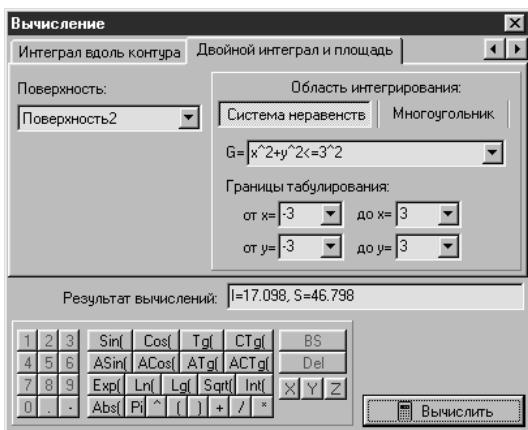 Вычисление
Интеграл вдоль контура Двойной интеграл и площадь
Поверхность:
Поверхность2
Область интегрирования:
Система неравенств Многоугольник
G= x^2+y^2<=3^2
Границы табулирования:
от x= -3 до x= 3
от y= -3 до y= 3
Результат вычислений: I=17.098, S=46.798
1 2 3 Sin( Cos( Tg( CTg( BS
4 5 6 ASin( ACos( ATg( ACTg( Del
7 8 9 Exp( Ln( Lg( Sqrt( Int( X Y Z
0 . - Abs( Pi ^ ( ) + / *
Вычислить